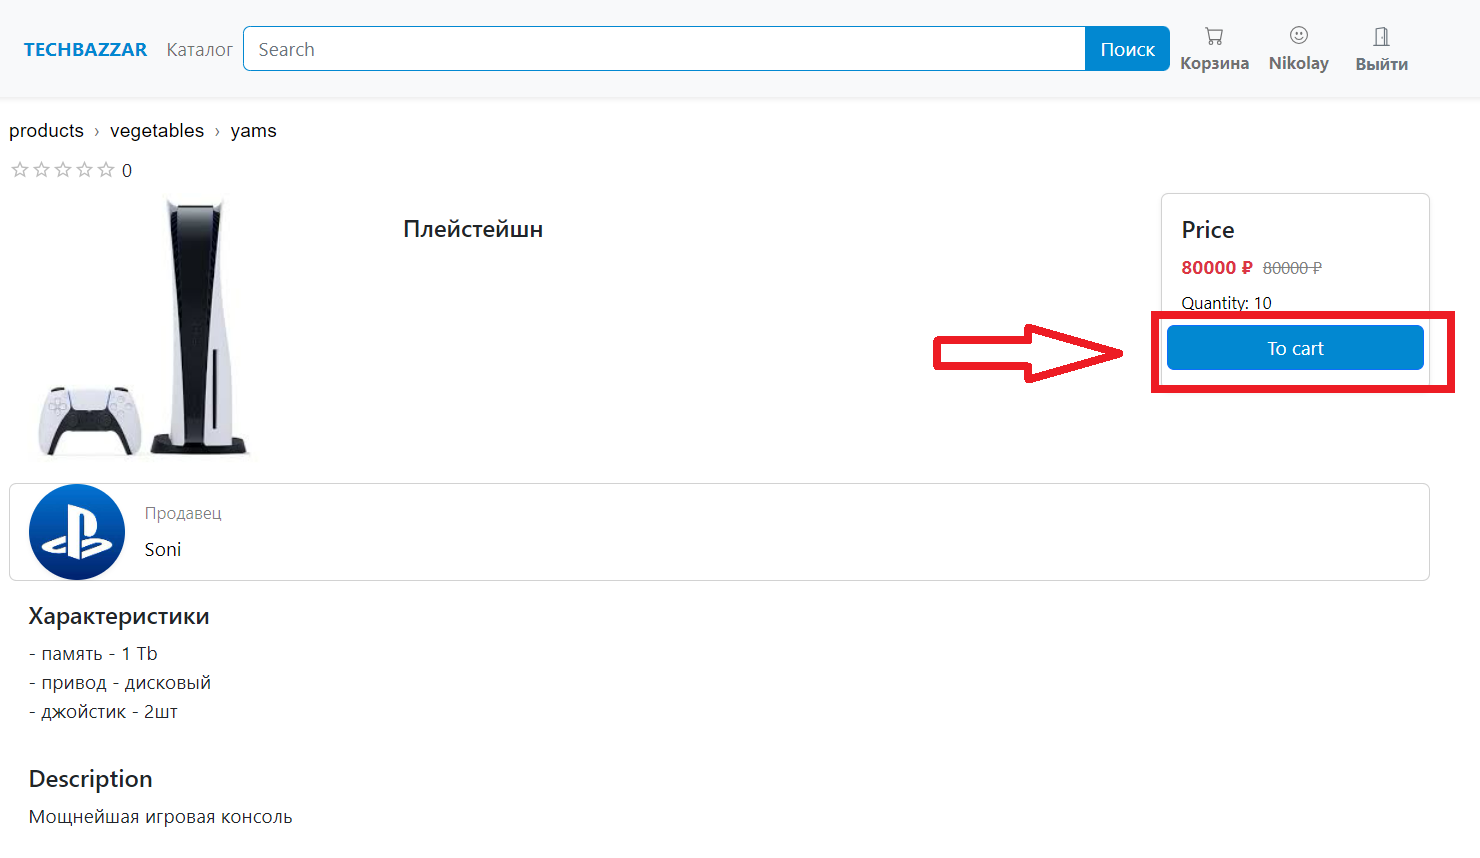 TECHBAZZAR Каталог Search Поиск Корзина Nikolay Выйти
products › vegetables › yams
0
Плейстейшн
Price
80000 ₽ 80000 ₽
Quantity: 10
To cart
Продавец
Soni
Характеристики
- память - 1 Tb
- привод - дисковый
- джойстик - 2шт
Description
Мощнейшая игровая консоль